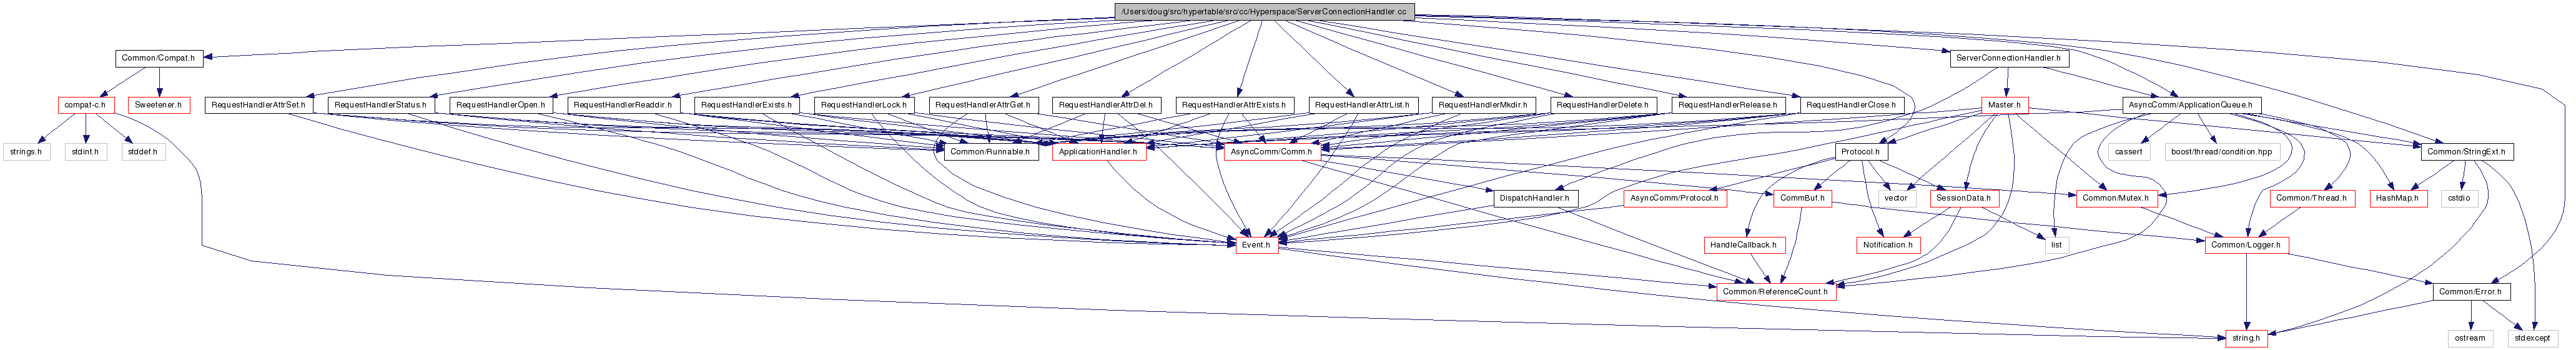 /Users/doug/src/hypertable/src/cc/Hyperspace/ServerConnectionHandler.cc
Common/Compat.h
ServerConnectionHandler.h
compat-c.h
Sweetener.h
RequestHandlerAttrSet.h
RequestHandlerStatus.h
RequestHandlerOpen.h
RequestHandlerReaddir.h
RequestHandlerExists.h
RequestHandlerLock.h
RequestHandlerAttrGet.h
RequestHandlerAttrDel.h
RequestHandlerAttrExists.h
RequestHandlerAttrList.h
RequestHandlerMkdir.h
RequestHandlerDelete.h
RequestHandlerRelease.h
RequestHandlerClose.h
Master.h
AsyncComm/ApplicationQueue.h
strings.h
stdint.h
stddef.h
Common/Runnable.h
ApplicationHandler.h
AsyncComm/Comm.h
Protocol.h
cassert
boost/thread/condition.hpp
Common/StringExt.h
DispatchHandler.h
AsyncComm/Protocol.h
CommBuf.h
vector
SessionData.h
Common/Mutex.h
Common/Thread.h
HashMap.h
cstdio
Event.h
HandleCallback.h
Notification.h
list
Common/Logger.h
Common/ReferenceCount.h
Common/Error.h
string.h
ostream
stdexcept